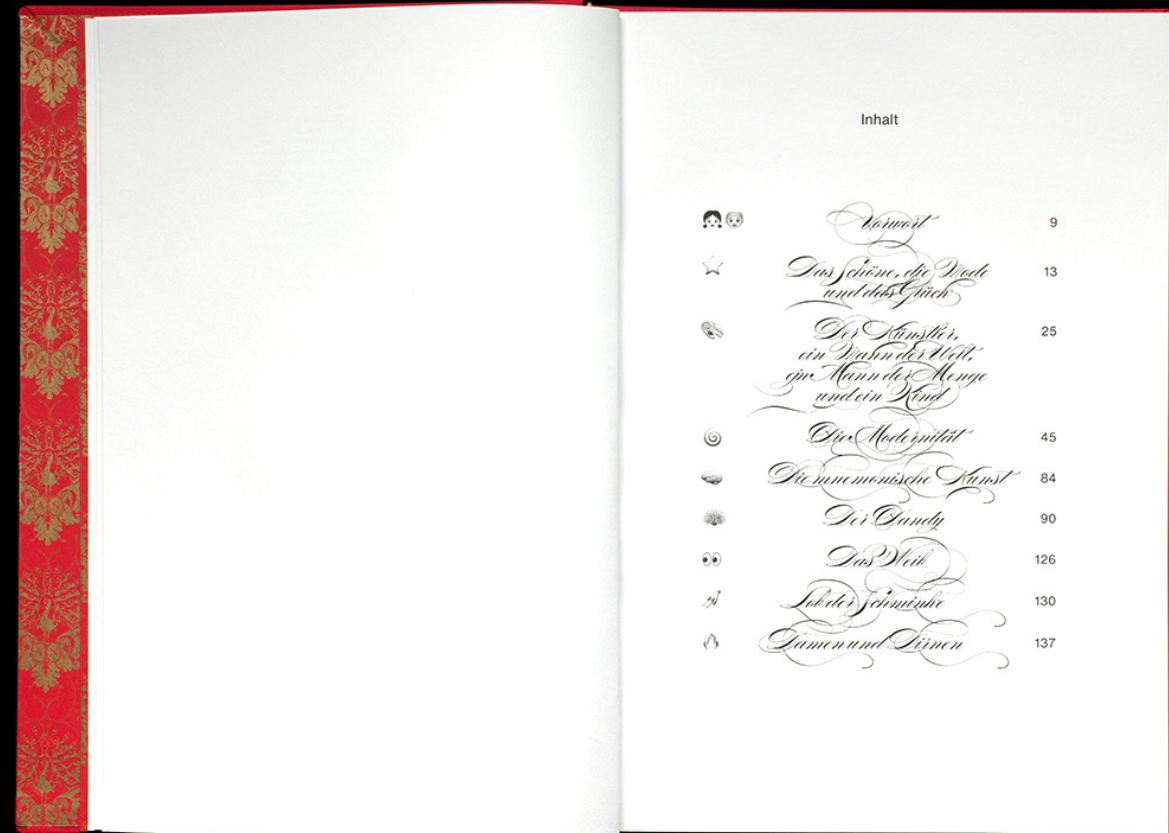 Inhalt
Vorwort 9
Das Schöne, die Mode 13
und das Glück
Der Künstler, 25
ein Mann der Welt,
ein Mann der Menge
und ein Kind
Die Modernität 45
Die mnemonische Kunst 84
Der Dandy 90
Das Weib 126
Lob der Schminke 130
Damen und Dirnen 137